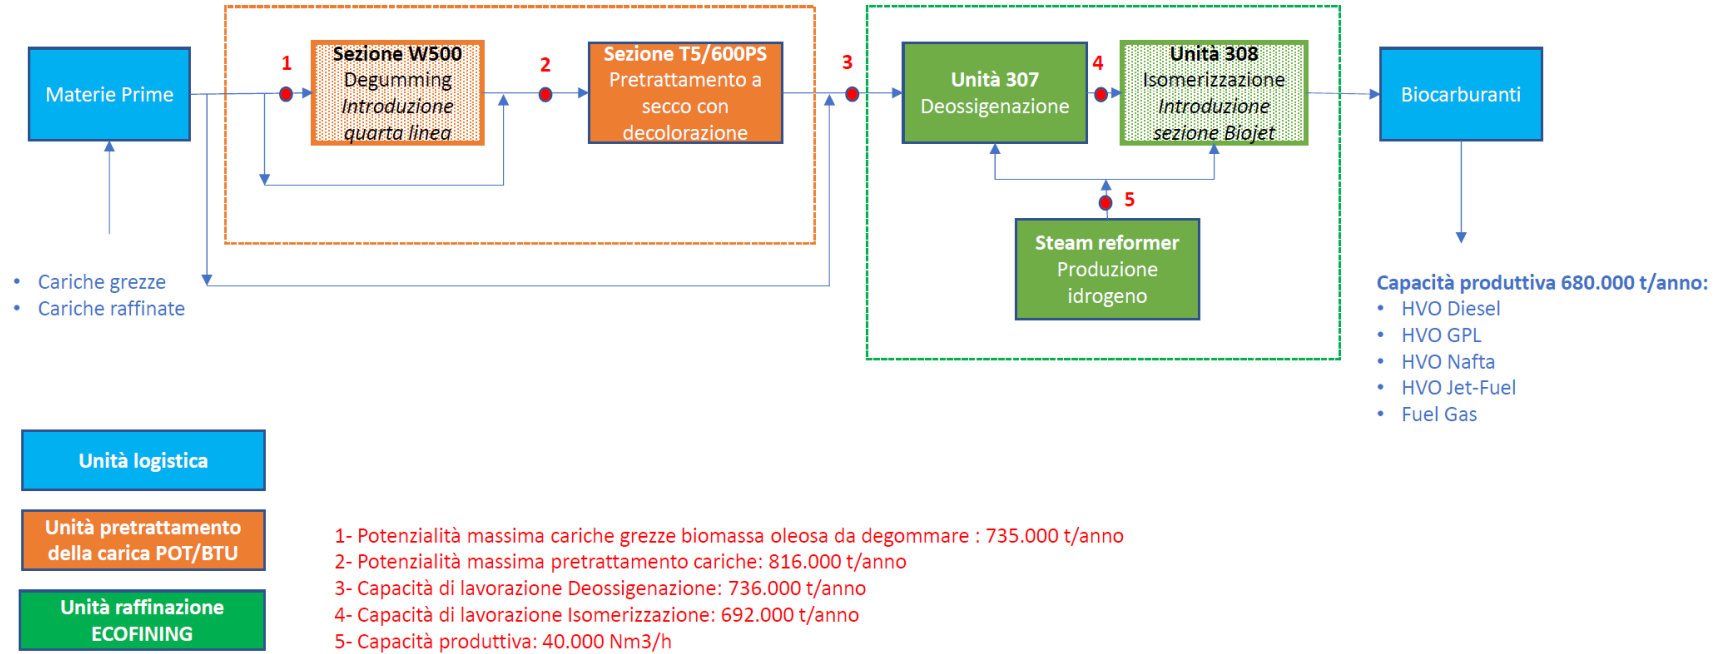 Materie Prime
1
Sezione W500
Degumming
Introduzione
quarta linea
2
Sezione T5/600PS
Pretrattamento a
secco con
decolorazione
3
Unità 307
Deossigenazione
4
Unità 308
Isomerizzazione
Introduzione
sezione Biojet
Biocarburanti
5
Steam reformer
Produzione
idrogeno
• Cariche grezze
• Cariche raffinate
Capacità produttiva 680.000 t/anno:
• HVO Diesel
• HVO GPL
• HVO Nafta
• HVO Jet-Fuel
• Fuel Gas
Unità logistica
Unità pretrattamento
della carica POT/BTU
Unità raffinazione
ECOFINING
1- Potenzialità massima cariche grezze biomassa oleosa da degommare : 735.000 t/anno
2- Potenzialità massima pretrattamento cariche: 816.000 t/anno
3- Capacità di lavorazione Deossigenazione: 736.000 t/anno
4- Capacità di lavorazione Isomerizzazione: 692.000 t/anno
5- Capacità produttiva: 40.000 Nm3/h